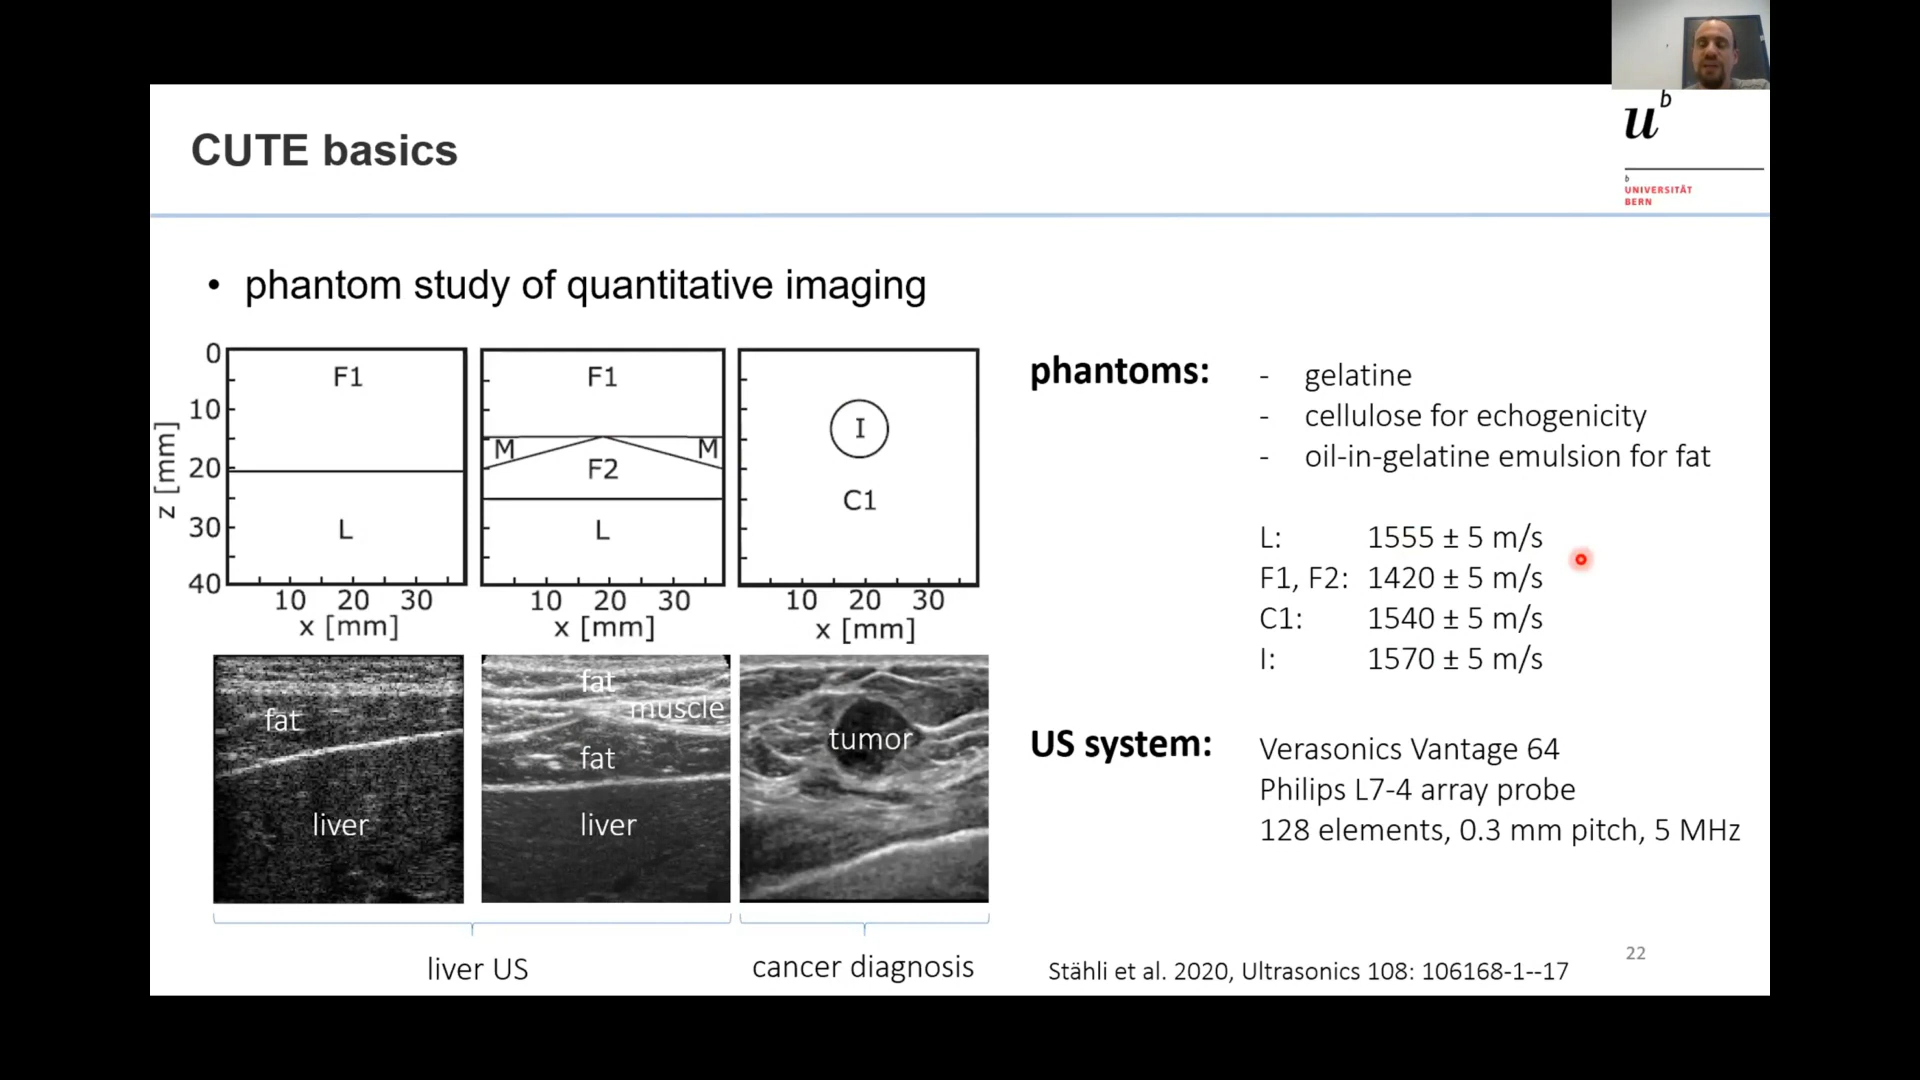 CUTE basics
u b
b
UNIVERSITÄT
BERN
• phantom study of quantitative imaging
0
10
20
30
40
z [mm]
F1
L
10 20 30
x [mm]
F1
M M
F2
L
10 20 30
x [mm]
I
C1
10 20 30
x [mm]
fat
liver
fat
muscle
fat
liver
tumor
liver US
cancer diagnosis
phantoms:
- gelatine
- cellulose for echogenicity
- oil-in-gelatine emulsion for fat
L: 1555 ± 5 m/s
F1, F2: 1420 ± 5 m/s
C1: 1540 ± 5 m/s
I: 1570 ± 5 m/s
US system:
Verasonics Vantage 64
Philips L7-4 array probe
128 elements, 0.3 mm pitch, 5 MHz
Stähli et al. 2020, Ultrasonics 108: 106168-1--17
22